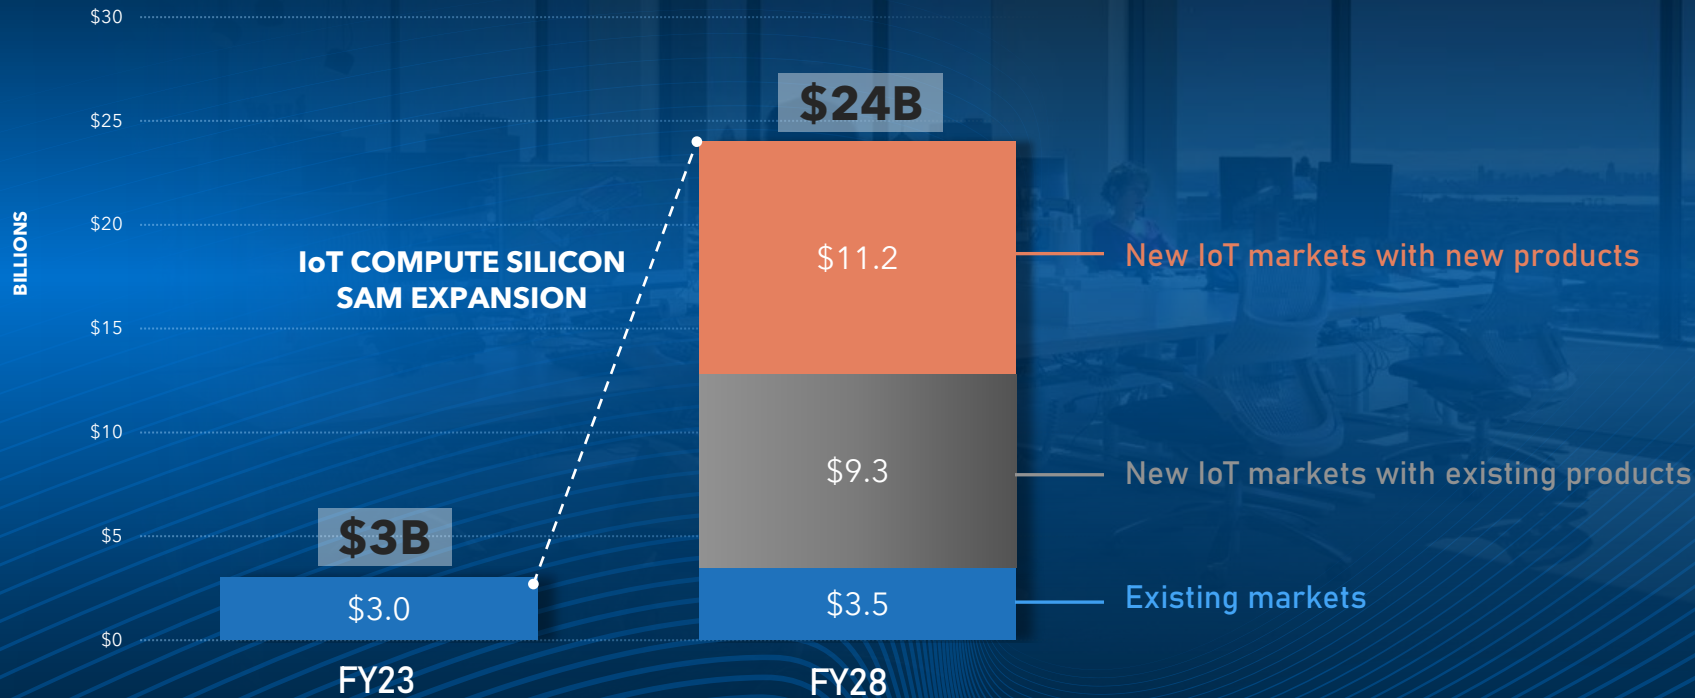 $30
$25
$20
$15
$10
$5
$0
BILLIONS
IoT COMPUTE SILICON
SAM EXPANSION
$3B
$3.0
FY23
$24B
$11.2
$9.3
$3.5
FY28
New IoT markets with new products
New IoT markets with existing products
Existing markets